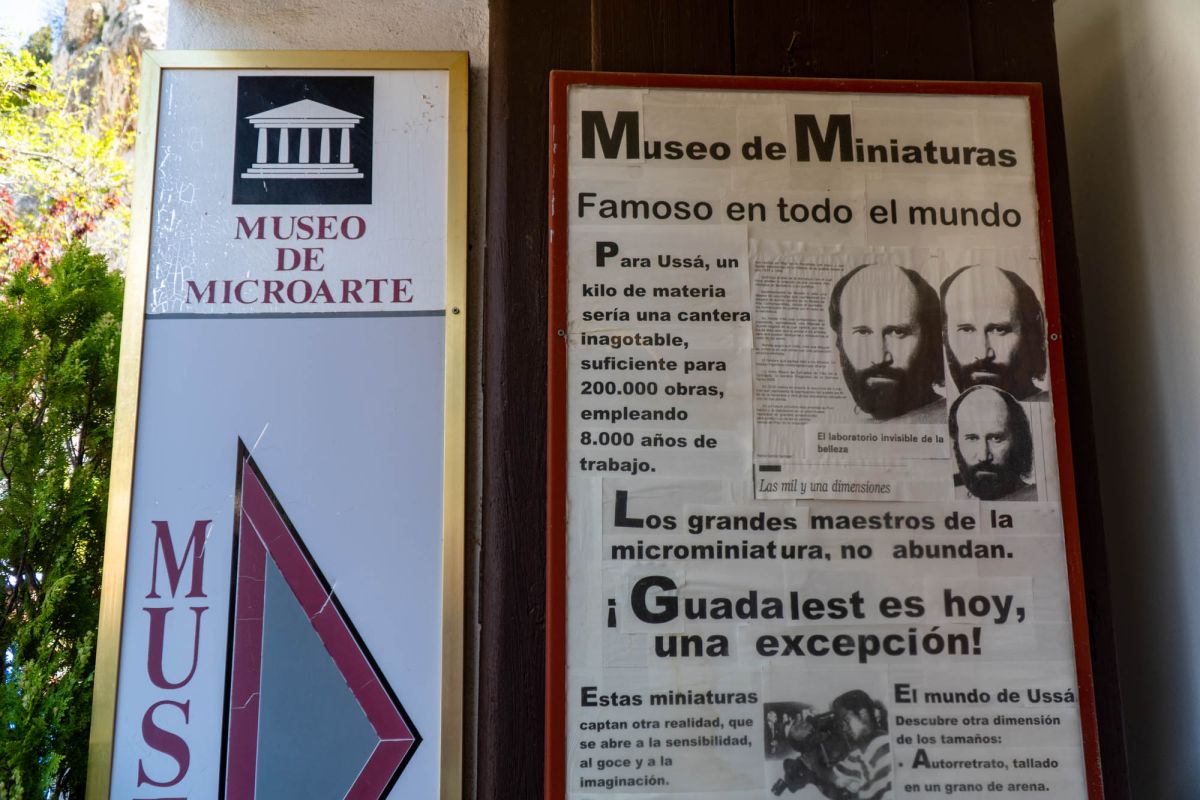 MUSEO
DE
MICROARTE
M
U
S
Museo de Miniaturas
Famoso en todo el mundo
Para Ussá, un
kilo de materia
sería una cantera
inagotable,
suficiente para
200.000 obras,
empleando
8.000 años de
trabajo.
El laboratorio invisible de la
belleza
Las mil y una dimensiones
Los grandes maestros de la
microminiatura, no abundan.
¡Guadalest es hoy,
una excepción!
Estas miniaturas
captan otra realidad, que
se abre a la sensibilidad,
al goce y a la
imaginación.
El mundo de Ussá
Descubre otra dimensión
de los tamaños:
. Autorretrato, tallado
en un grano de arena.